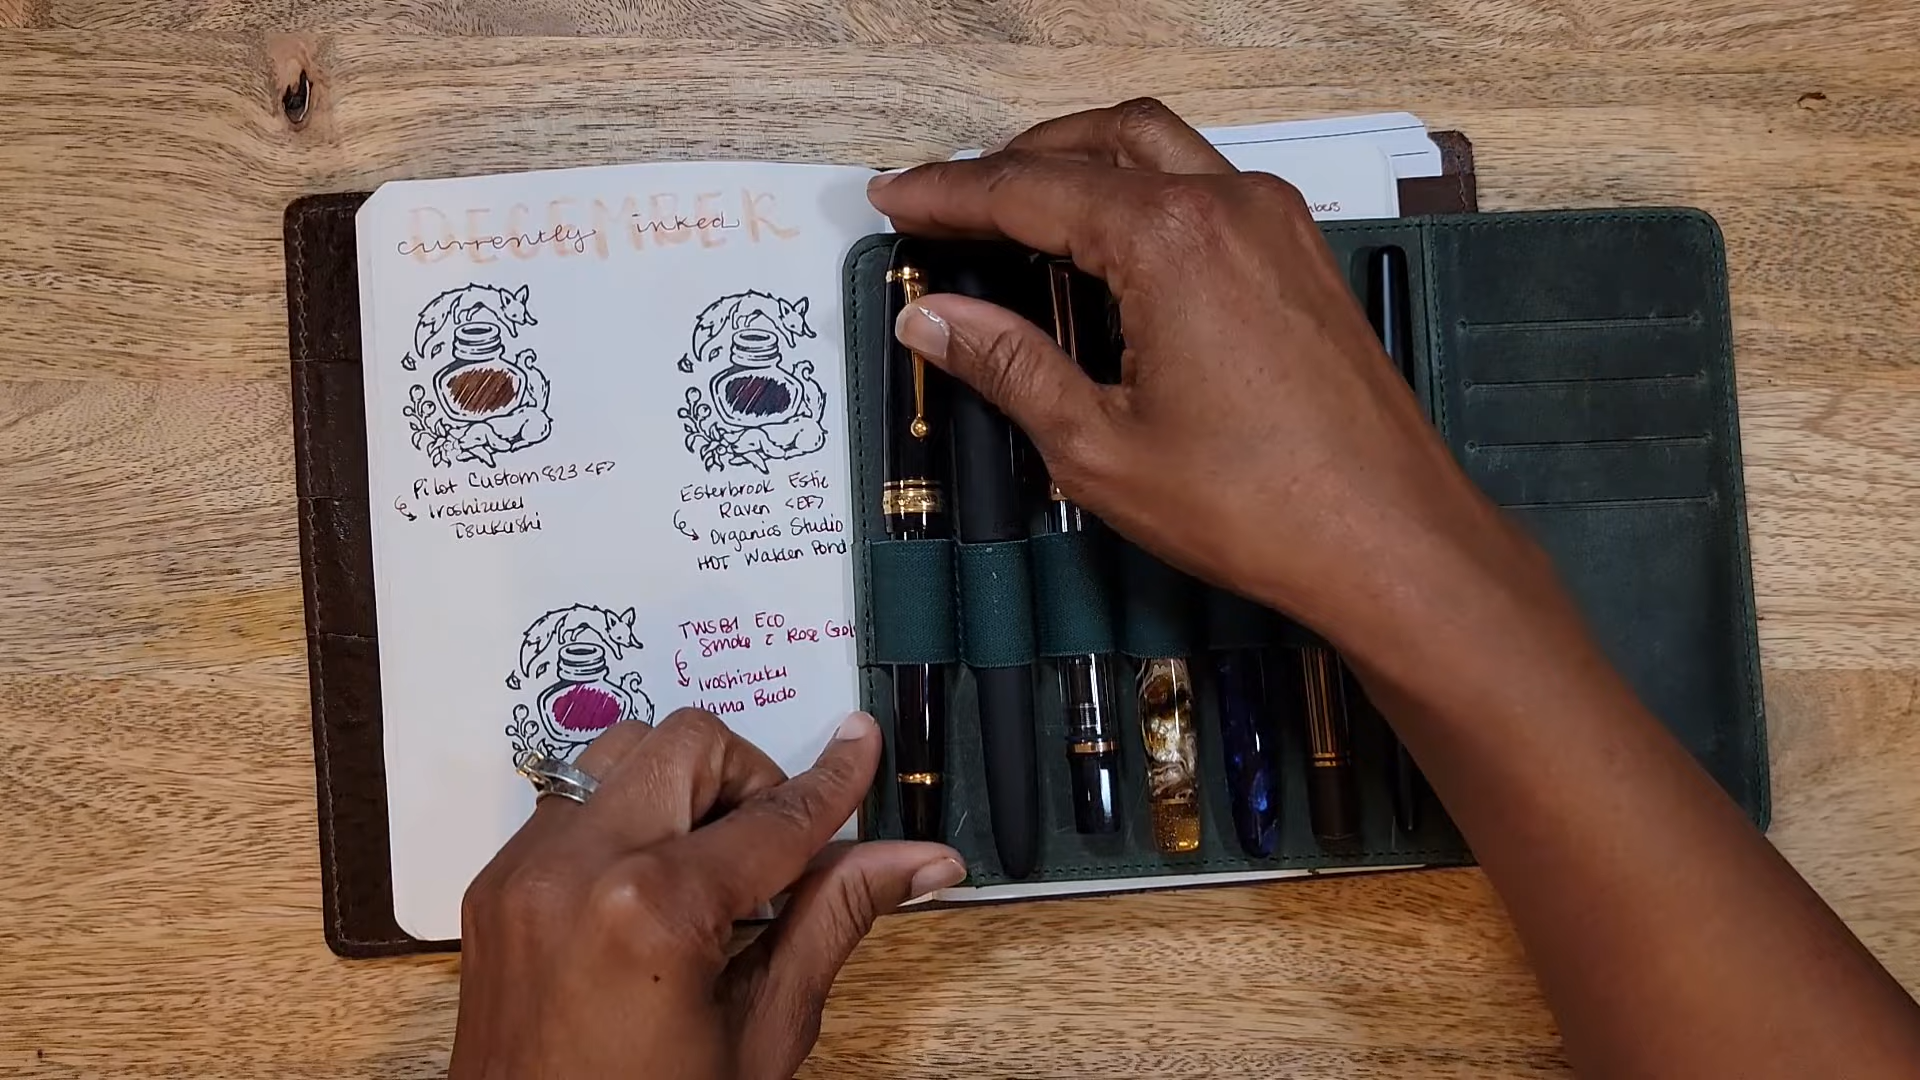 DECEMBER
currently inked
Pilot Custom 823 <F>
Iroshizuku
Tsukushi
Esterbrook Estie
Raven <EF>
Organics Studio
HDT Walden Pond
TWSBI Eco
Smoke & Rose Gol
Iroshizuku
Yama Budo